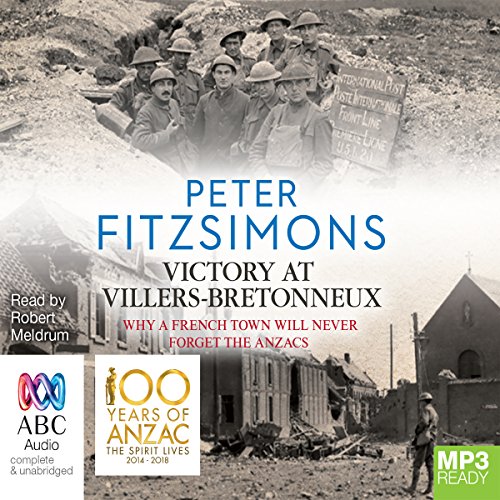 INTERNATIONAL POST
POSTE INTERNATIONALE
FRONT LINE
PREMIERE LIGNE
PETER
FITZSIMONS
VICTORY AT
VILLERS-BRETONNEUX
WHY A FRENCH TOWN WILL NEVER
FORGET THE ANZACS
Read by
Robert
Meldrum
ABC
Audio
complete
& unabridged
100
YEARS OF
ANZAC
THE SPIRIT LIVES
2014 - 2018
MP3
READY